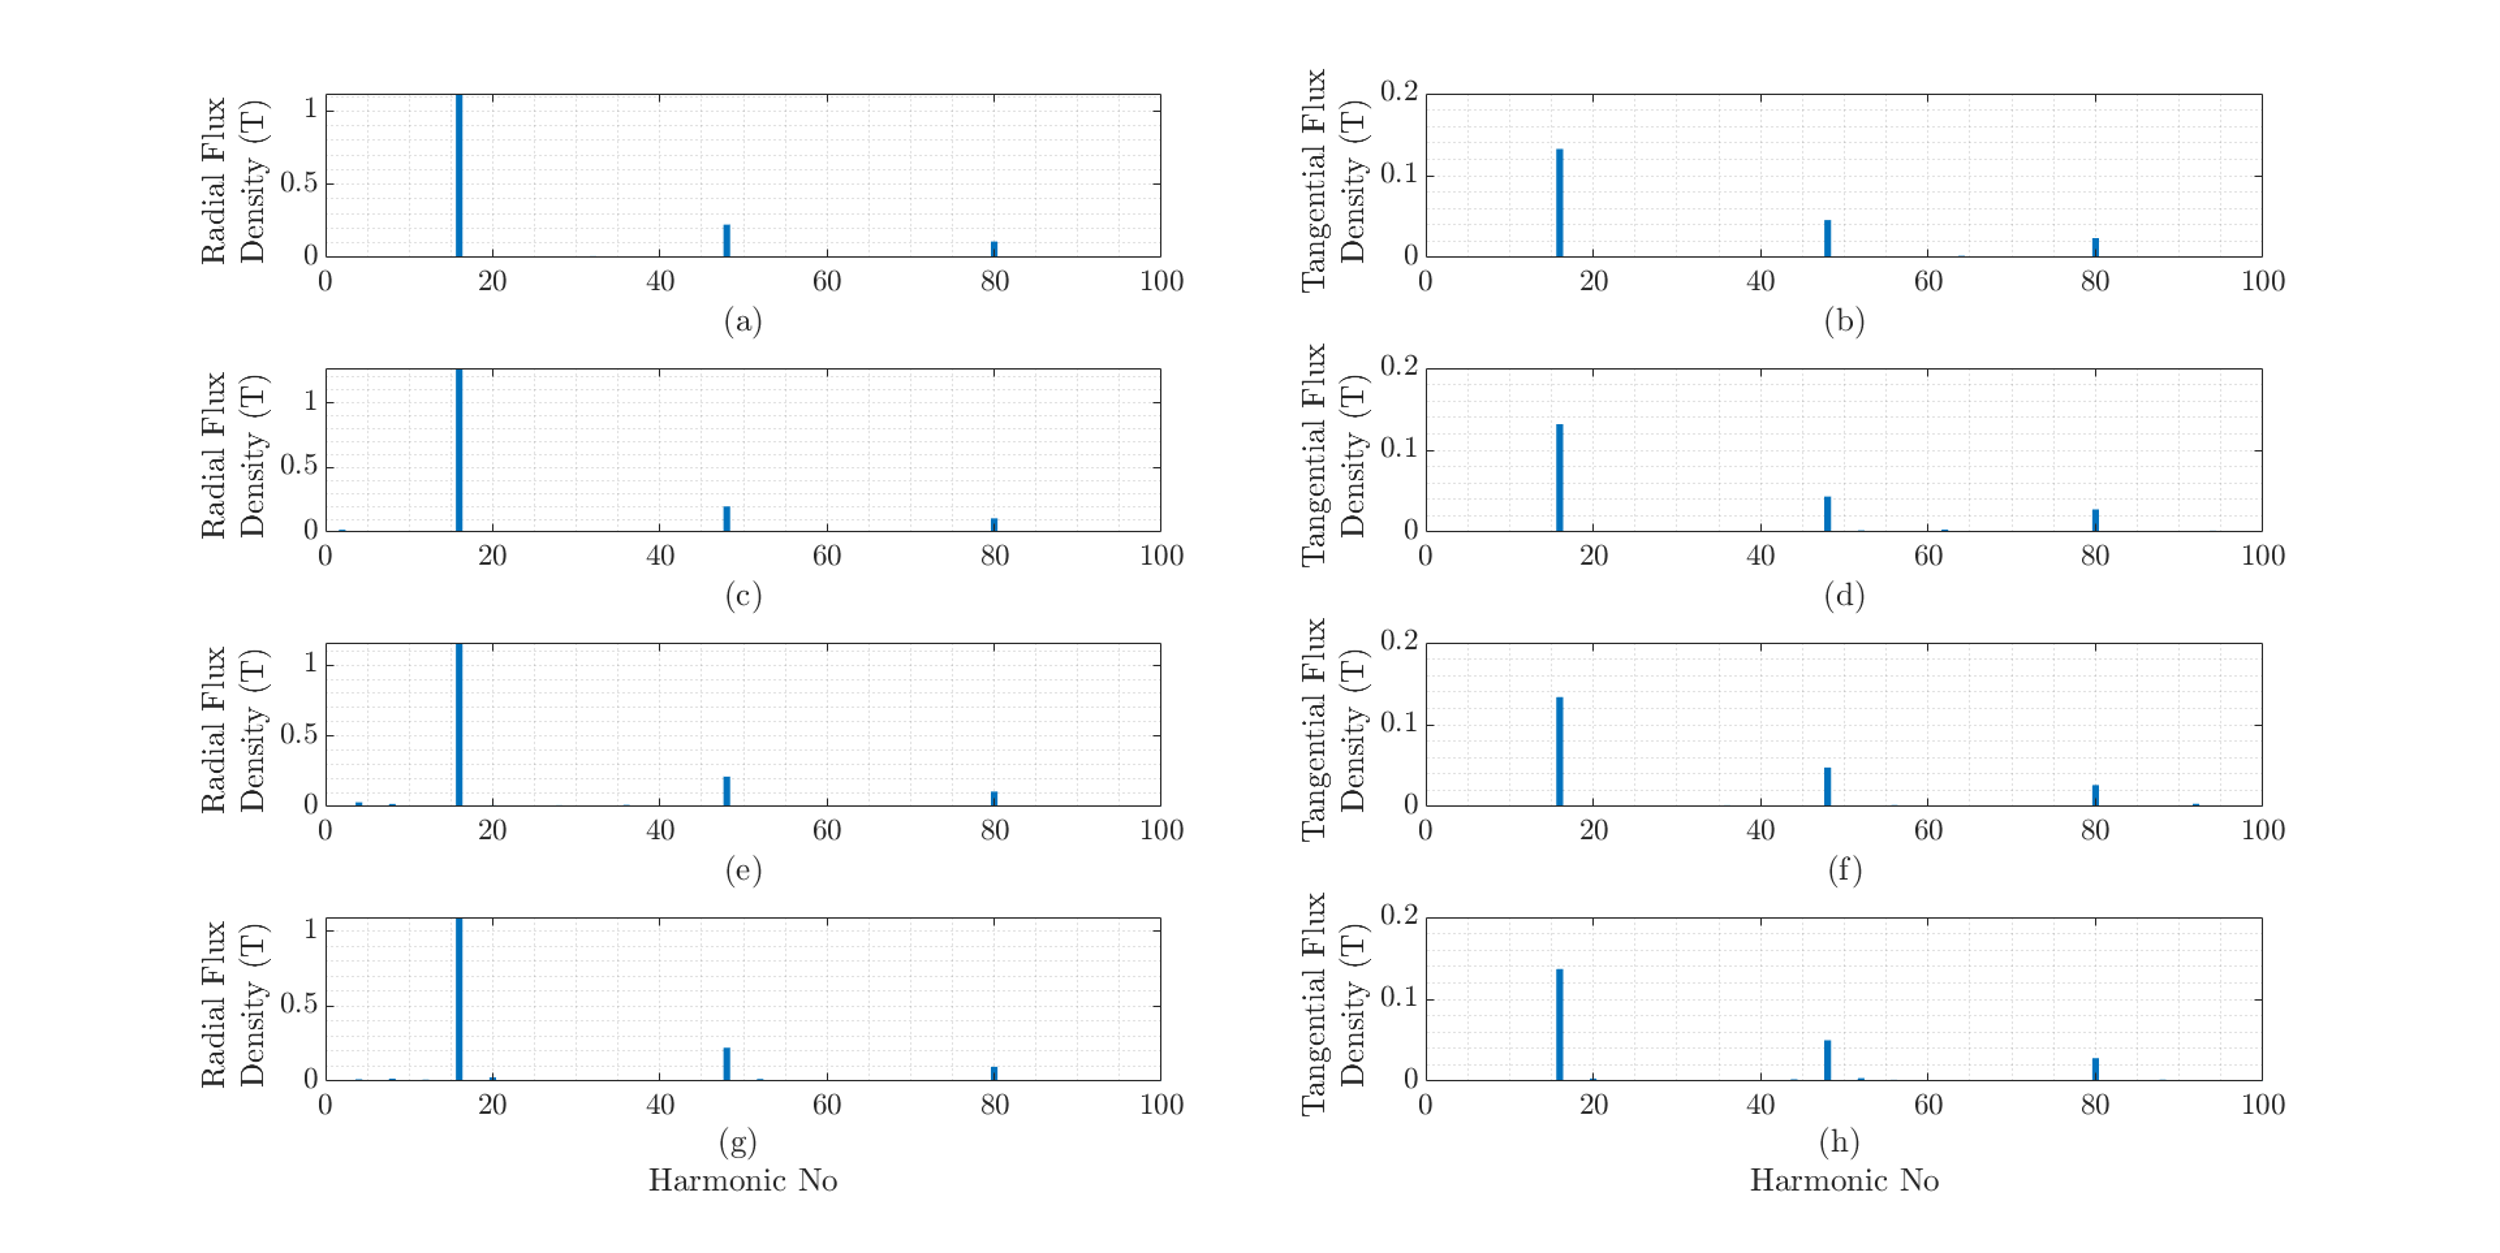 Radial Flux
Density (T)
1
0.5
0
0 20 40 60 80 100
(a)
Tangential Flux
Density (T)
0.2
0.1
0
0 20 40 60 80 100
(b)
Radial Flux
Density (T)
1
0.5
0
0 20 40 60 80 100
(c)
Tangential Flux
Density (T)
0.2
0.1
0
0 20 40 60 80 100
(d)
Radial Flux
Density (T)
1
0.5
0
0 20 40 60 80 100
(e)
Tangential Flux
Density (T)
0.2
0.1
0
0 20 40 60 80 100
(f)
Radial Flux
Density (T)
1
0.5
0
0 20 40 60 80 100
(g)
Harmonic No
Tangential Flux
Density (T)
0.2
0.1
0
0 20 40 60 80 100
(h)
Harmonic No